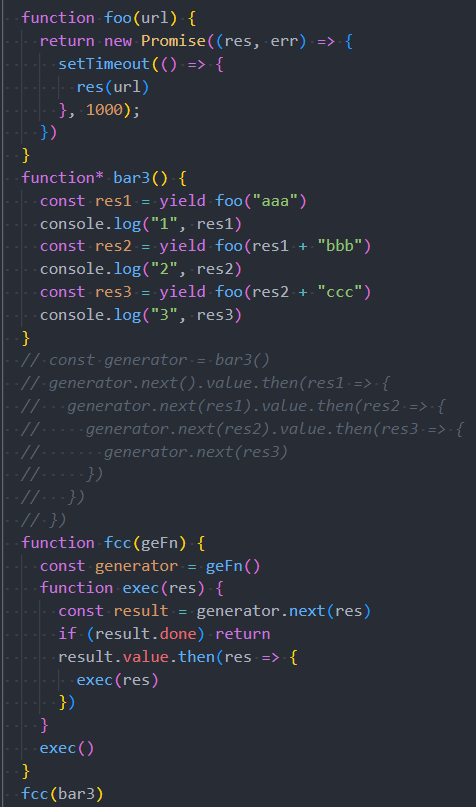 function foo(url) {
  return new Promise((res, err) => {
    setTimeout(() => {
      res(url)
    }, 1000);
  })
}
function* bar3() {
  const res1 = yield foo("aaa")
  console.log("1", res1)
  const res2 = yield foo(res1 + "bbb")
  console.log("2", res2)
  const res3 = yield foo(res2 + "ccc")
  console.log("3", res3)
}
// const generator = bar3()
// generator.next().value.then(res1 => {
//   generator.next(res1).value.then(res2 => {
//     generator.next(res2).value.then(res3 => {
//       generator.next(res3)
//     })
//   })
// })
function fcc(geFn) {
  const generator = geFn()
  function exec(res) {
    const result = generator.next(res)
    if (result.done) return
    result.value.then(res => {
      exec(res)
    })
  }
  exec()
}
fcc(bar3)